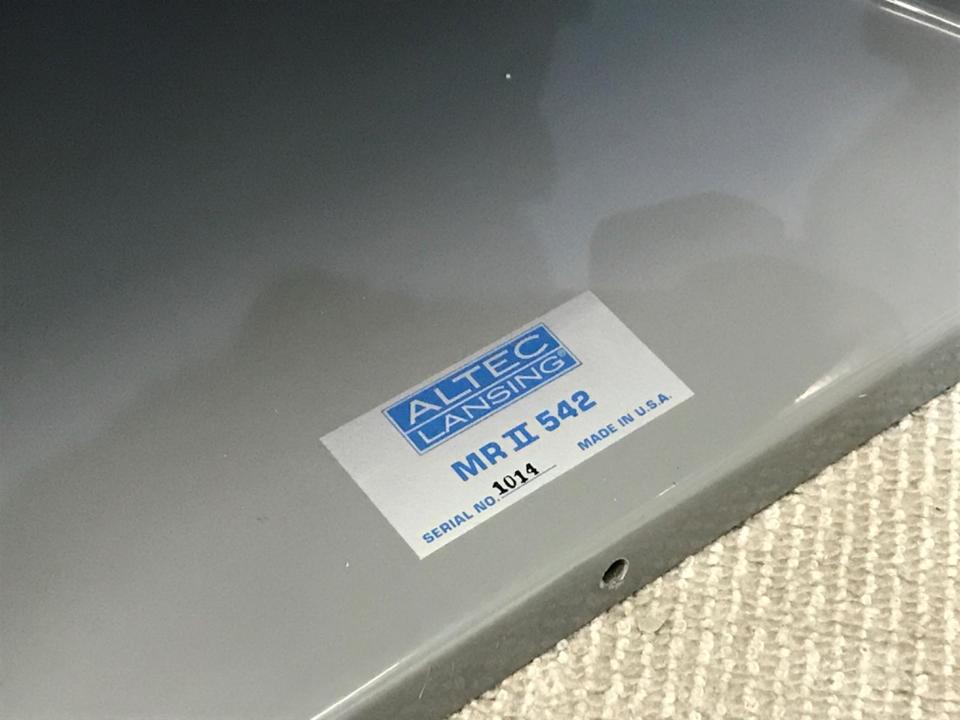 ALTEC
LANSING®
MR II 542
SERIAL NO. 1014 MADE IN U.S.A.